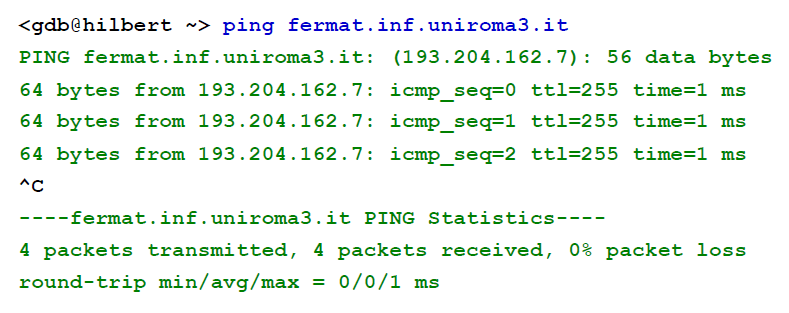 <gdb@hilbert ~> ping fermat.inf.uniroma3.it
PING fermat.inf.uniroma3.it: (193.204.162.7): 56 data bytes
64 bytes from 193.204.162.7: icmp_seq=0 ttl=255 time=1 ms
64 bytes from 193.204.162.7: icmp_seq=1 ttl=255 time=1 ms
64 bytes from 193.204.162.7: icmp_seq=2 ttl=255 time=1 ms
^C
----fermat.inf.uniroma3.it PING Statistics----
4 packets transmitted, 4 packets received, 0% packet loss
round-trip min/avg/max = 0/0/1 ms